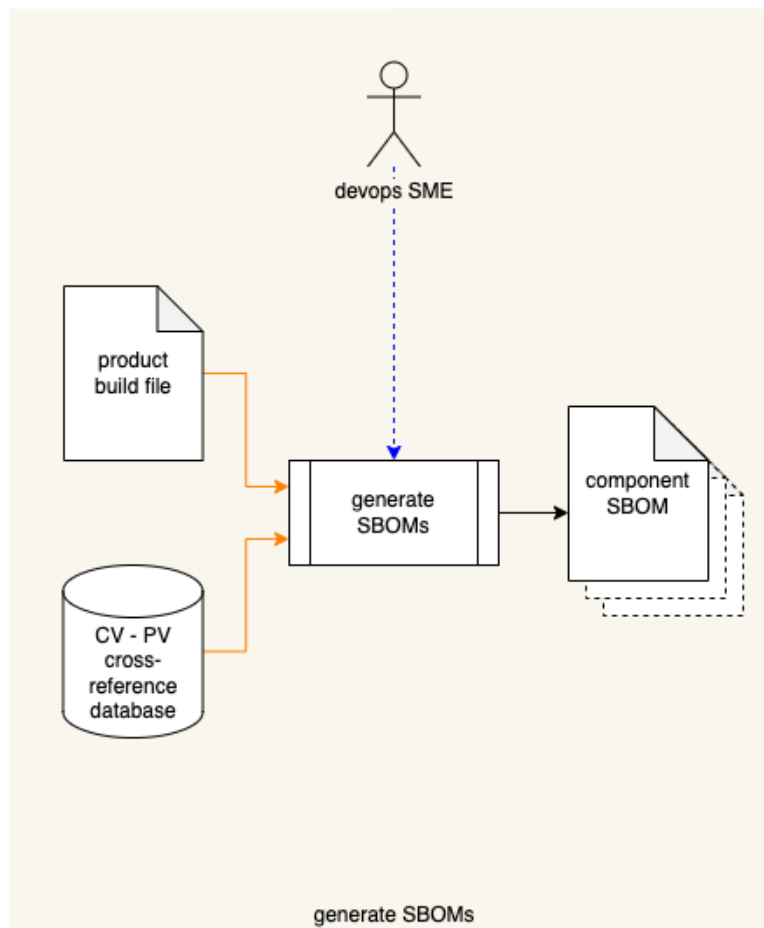 devops SME
product
build file
generate
SBOMs
component
SBOM
CV - PV
cross-
reference
database
generate SBOMs